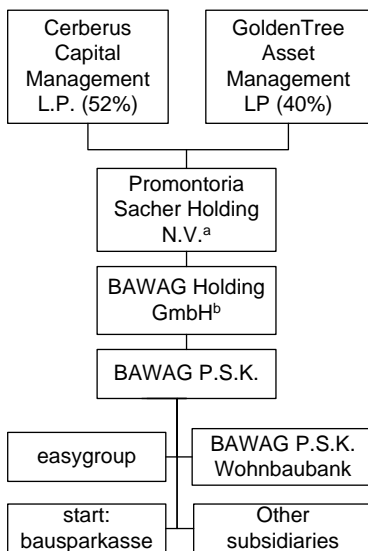 Cerberus
Capital
Management
L.P. (52%)
GoldenTree
Asset
Management
LP (40%)
Promontoria
Sacher Holding
N.V.ᵃ
BAWAG Holding
GmbHᵇ
BAWAG P.S.K.
easygroup
BAWAG P.S.K.
Wohnbaubank
start:
bausparkasse
Other
subsidiaries